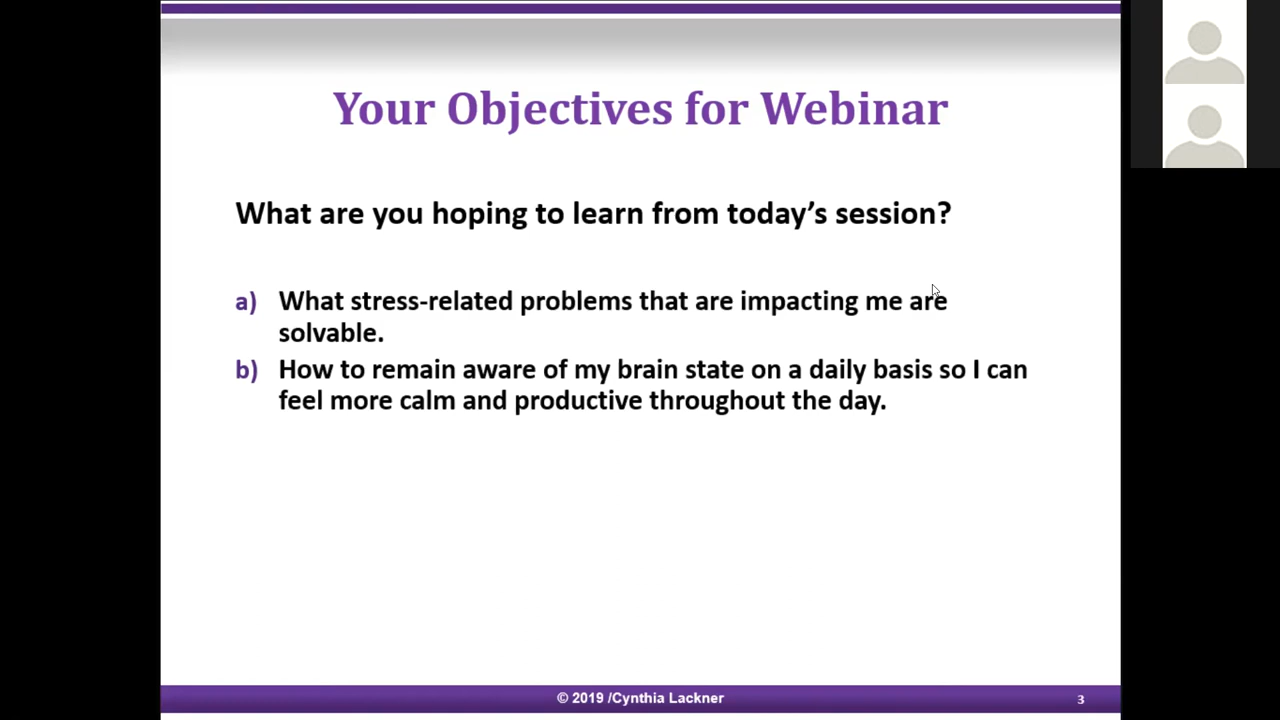 Your Objectives for Webinar
What are you hoping to learn from today’s session?
a) What stress-related problems that are impacting me are
solvable.
b) How to remain aware of my brain state on a daily basis so I can
feel more calm and productive throughout the day.
© 2019 /Cynthia Lackner
3